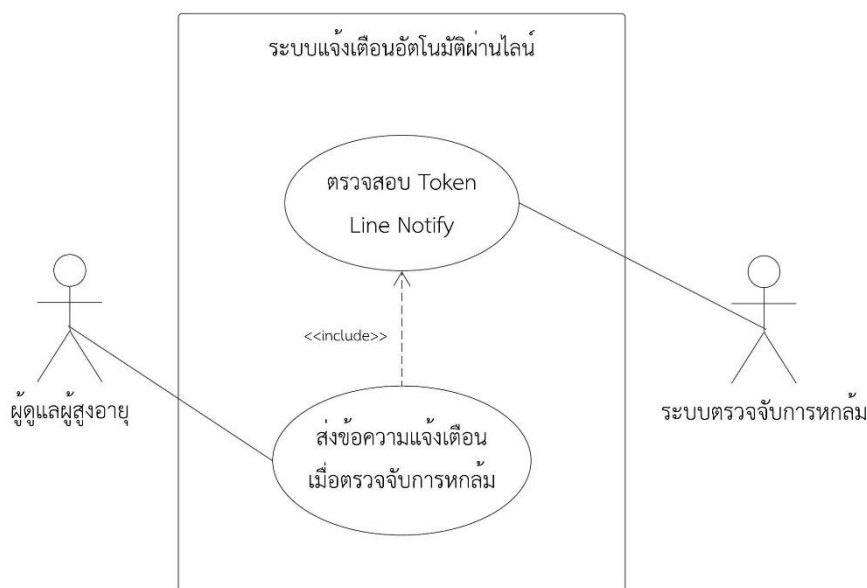 ระบบแจ้งเตือนอัตโนมัติผ่านไลน์
ตรวจสอบ Token
Line Notify
<<include>>
ผู้ดูแลผู้สูงอายุ
ระบบตรวจจับการหกล้ม
ส่งข้อความแจ้งเตือน
เมื่อตรวจจับการหกล้ม